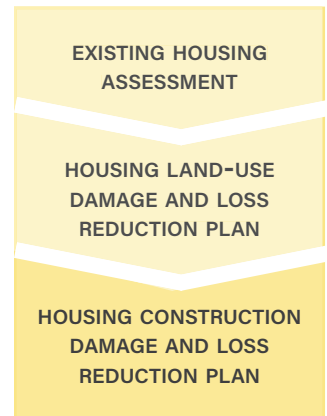 EXISTING HOUSING
ASSESSMENT
HOUSING LAND-USE
DAMAGE AND LOSS
REDUCTION PLAN
HOUSING CONSTRUCTION
DAMAGE AND LOSS
REDUCTION PLAN